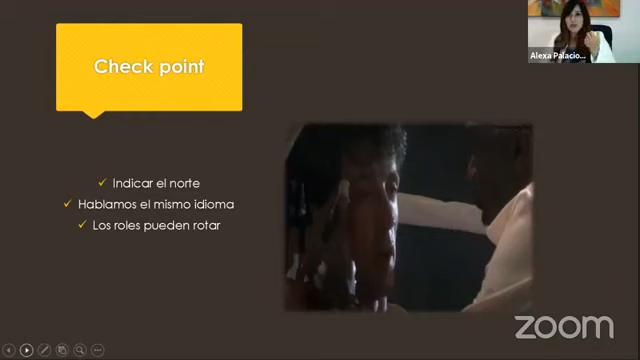 Check point
Alexa Palacio...
Indicar el norte
Hablamos el mismo idioma
Los roles pueden rotar
zoom